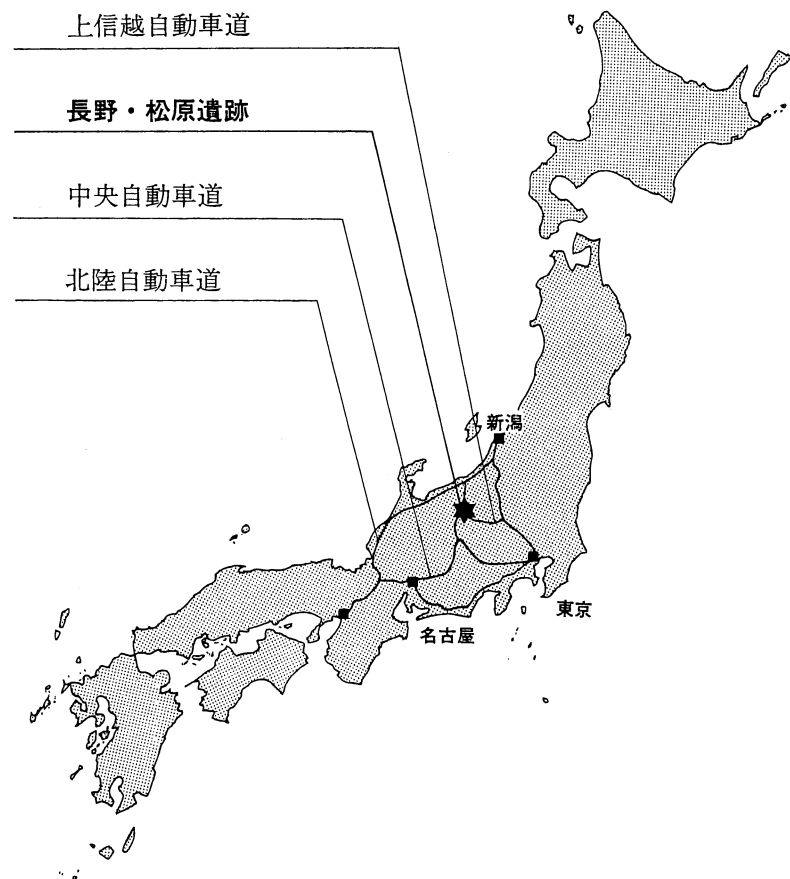 上信越自動車道
長野・松原遺跡
中央自動車道
北陸自動車道
新潟
東京
名古屋